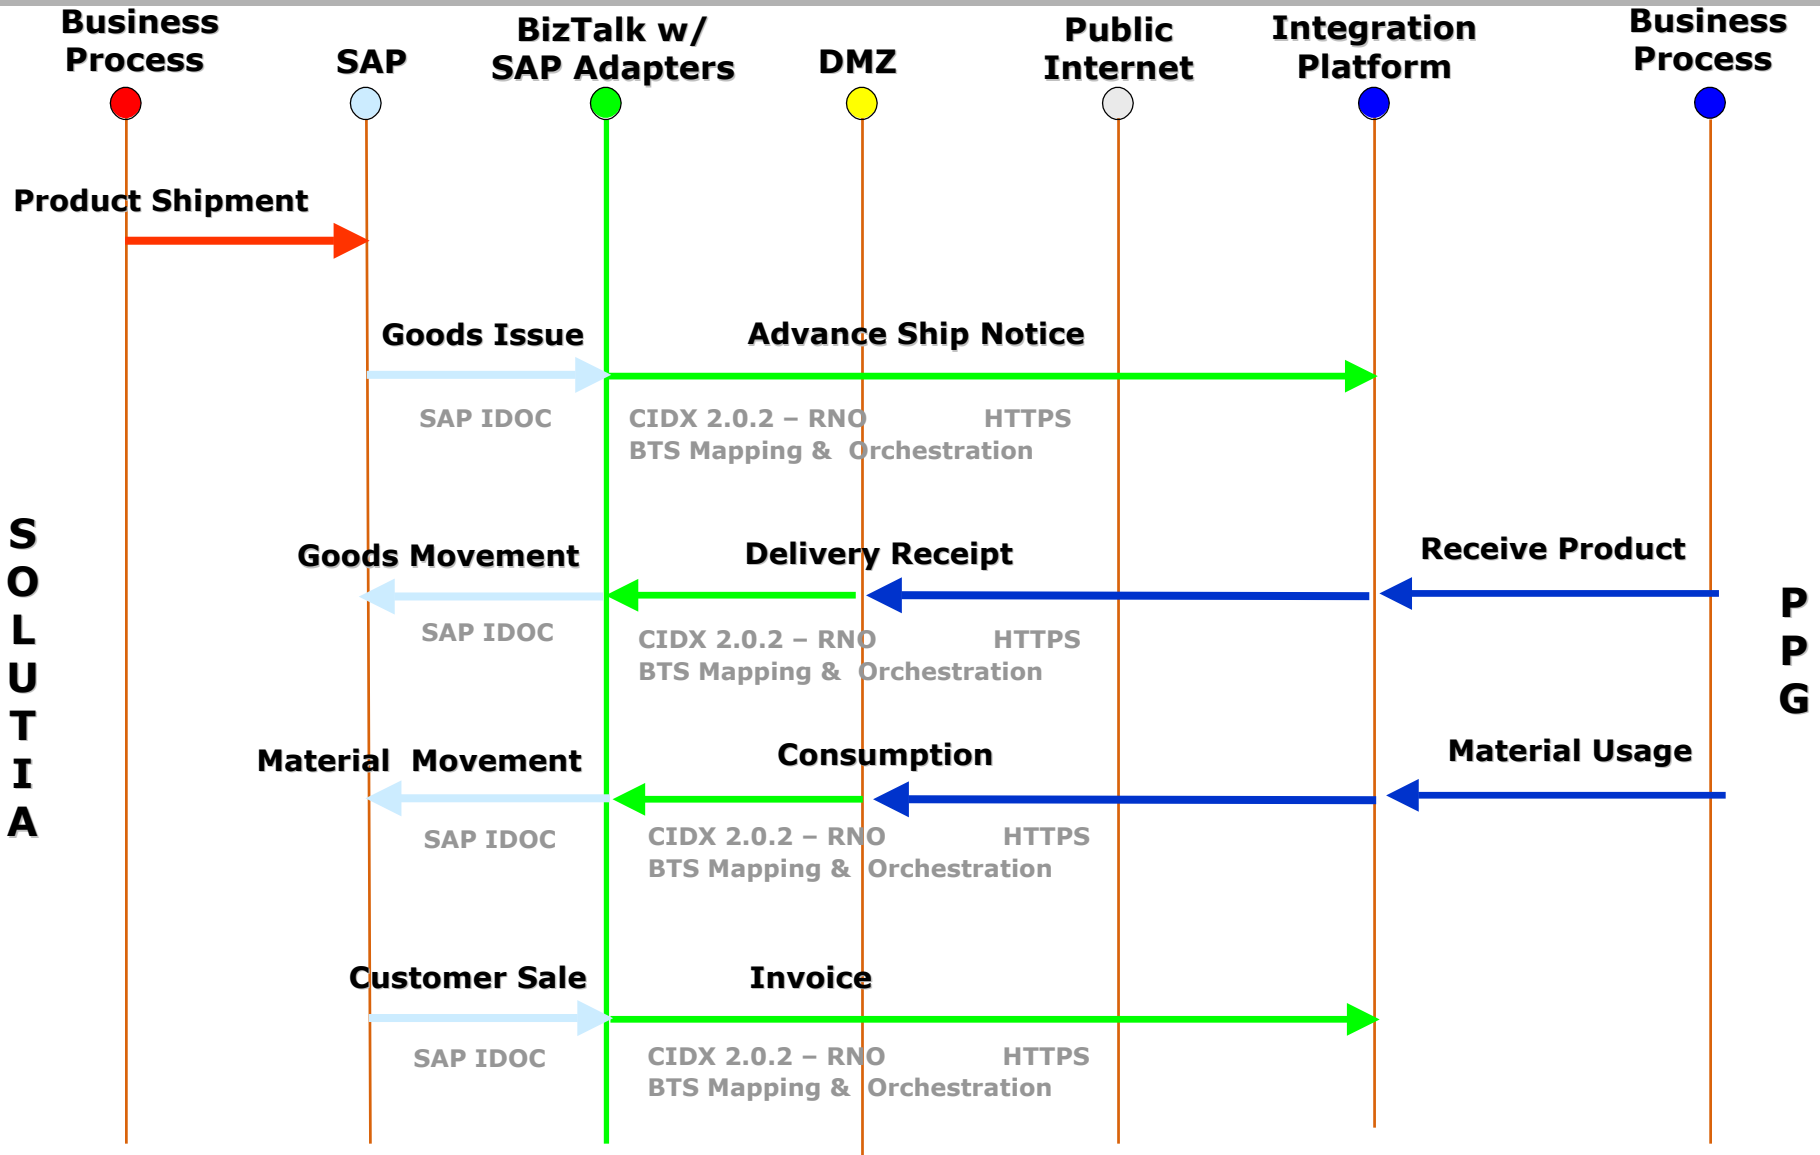 Business
Process
SAP
BizTalk w/
SAP Adapters
DMZ
Public
Internet
Integration
Platform
Business
Process
Product Shipment
Goods Issue
Advance Ship Notice
SAP IDOC
CIDX 2.0.2 – RNO HTTPS
BTS Mapping & Orchestration
Goods Movement
Delivery Receipt
Receive Product
SAP IDOC
CIDX 2.0.2 – RNO HTTPS
BTS Mapping & Orchestration
Material Movement
Consumption
Material Usage
SAP IDOC
CIDX 2.0.2 – RNO HTTPS
BTS Mapping & Orchestration
Customer Sale
Invoice
SAP IDOC
CIDX 2.0.2 – RNO HTTPS
BTS Mapping & Orchestration
SOLUTIA
PPG